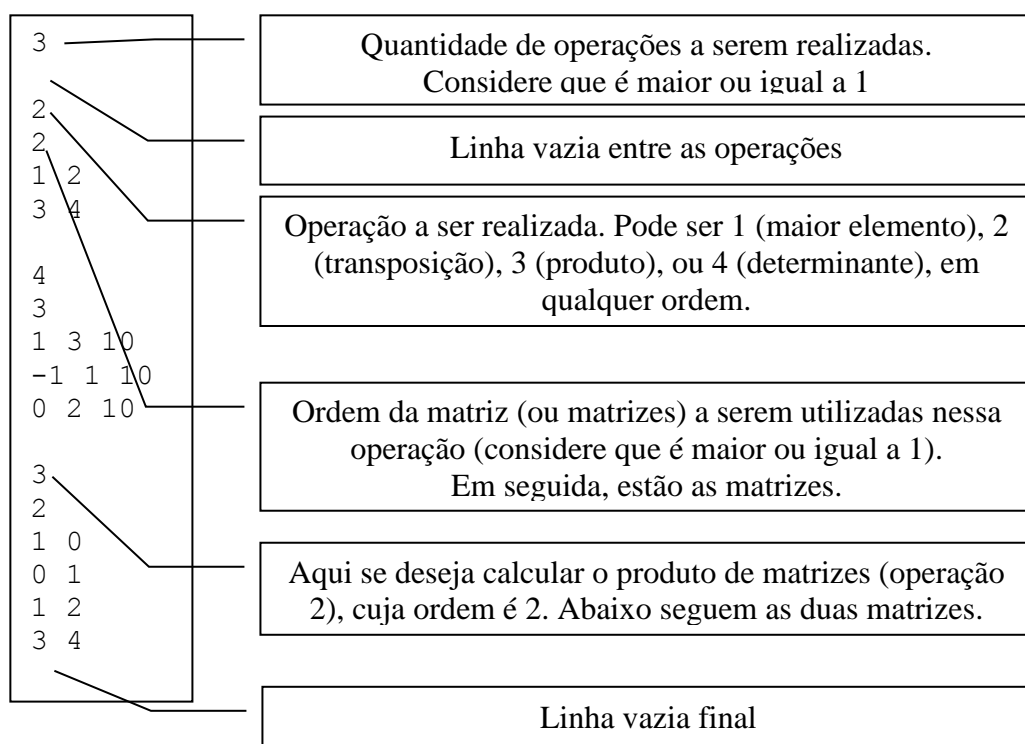 3
2
2
1 2
3 4
4
3
1 3 10
-1 1 10
0 2 10
3
2
1 0
0 1
1 2
3 4
Quantidade de operações a serem realizadas.
Considere que é maior ou igual a 1
Linha vazia entre as operações
Operação a ser realizada. Pode ser 1 (maior elemento), 2
(transposição), 3 (produto), ou 4 (determinante), em
qualquer ordem.
Ordem da matriz (ou matrizes) a serem utilizadas nessa
operação (considere que é maior ou igual a 1).
Em seguida, estão as matrizes.
Aqui se deseja calcular o produto de matrizes (operação
2), cuja ordem é 2. Abaixo seguem as duas matrizes.
Linha vazia final